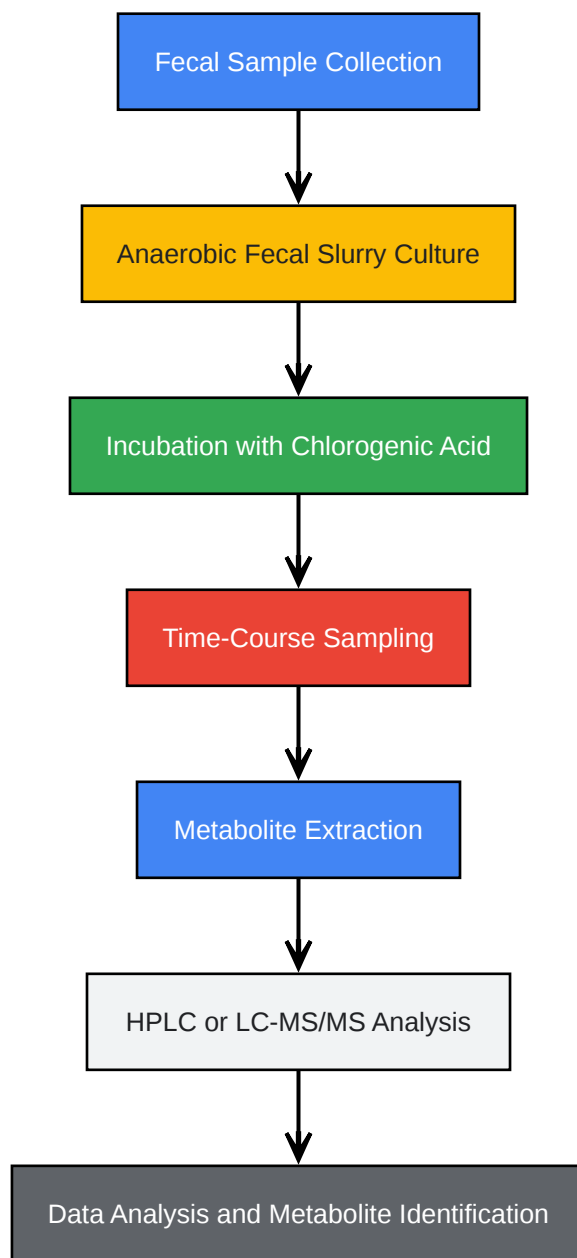 Fecal Sample Collection
Anaerobic Fecal Slurry Culture
Incubation with Chlorogenic Acid
Time-Course Sampling
Metabolite Extraction
HPLC or LC-MS/MS Analysis
Data Analysis and Metabolite Identification